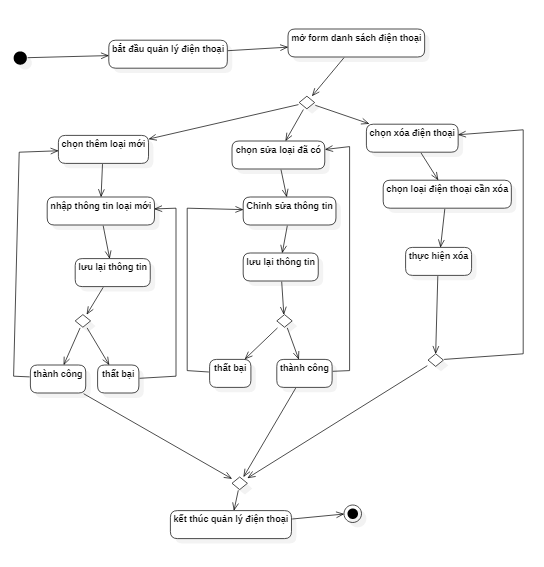 bắt đầu quản lý điện thoại
mở form danh sách điện thoại
chọn thêm loại mới
chọn sửa loại đã có
chọn xóa điện thoại
nhập thông tin loại mới
Chỉnh sửa thông tin
chọn loại điện thoại cần xóa
lưu lại thông tin
lưu lại thông tin
thực hiện xóa
thành công
thất bại
thất bại
thành công
kết thúc quản lý điện thoại